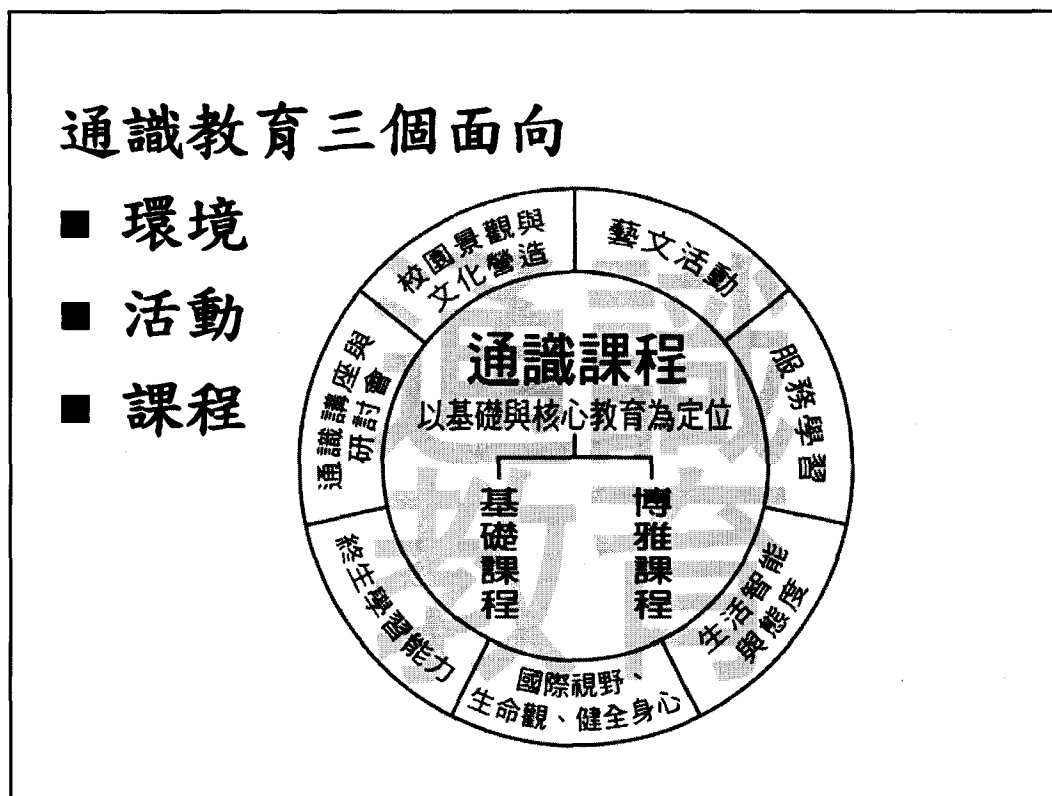 通識教育三個面向
■ 環境
■ 活動
■ 課程
校園景觀與
文化營造
藝文活動
服務學習
生活智能
與態度
國際視野、
生命觀、健全身心
終生學習能力
通識講座與
研討會
通識課程
以基礎與核心教育為定位
基礎課程
博雅課程
通識
教育